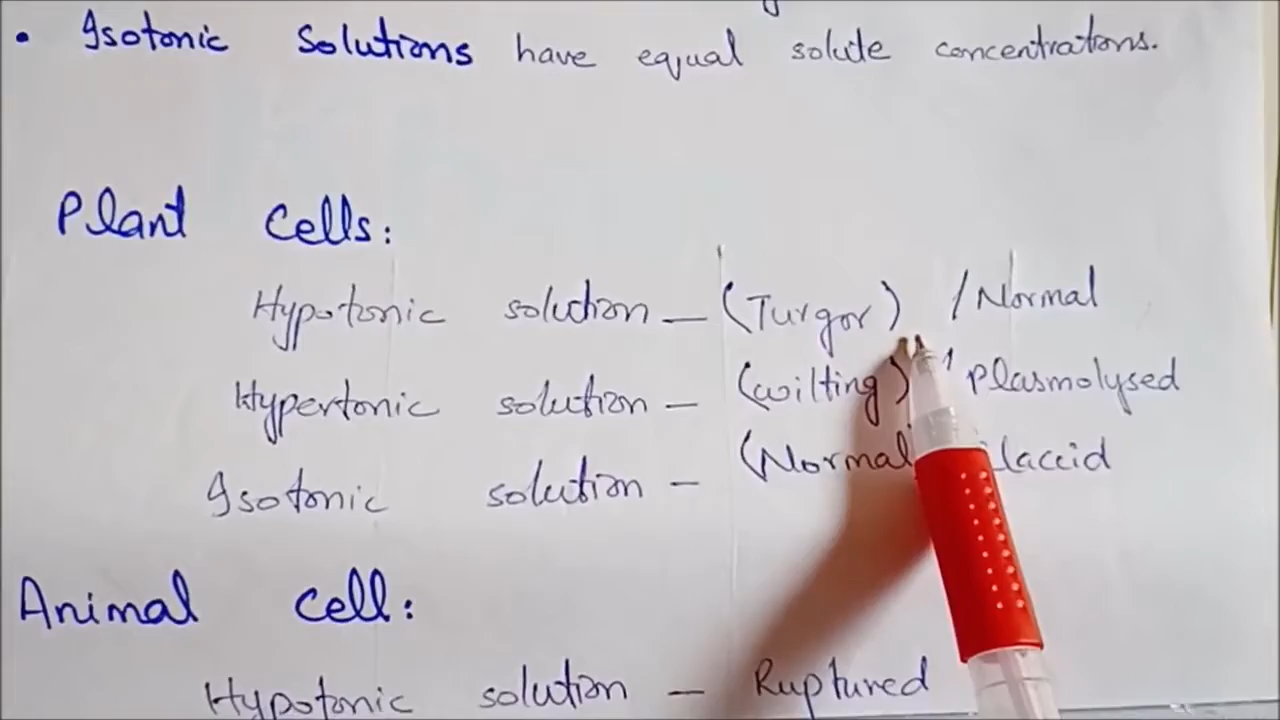 • Isotonic Solutions have equal solute concentrations.
Plant Cells:
Hypotonic solution – (Turgor) / Normal
Hypertonic solution – (wilting) / Plasmolysed
Isotonic solution – (Normal laccid
Animal Cell:
Hypotonic solution – Ruptured